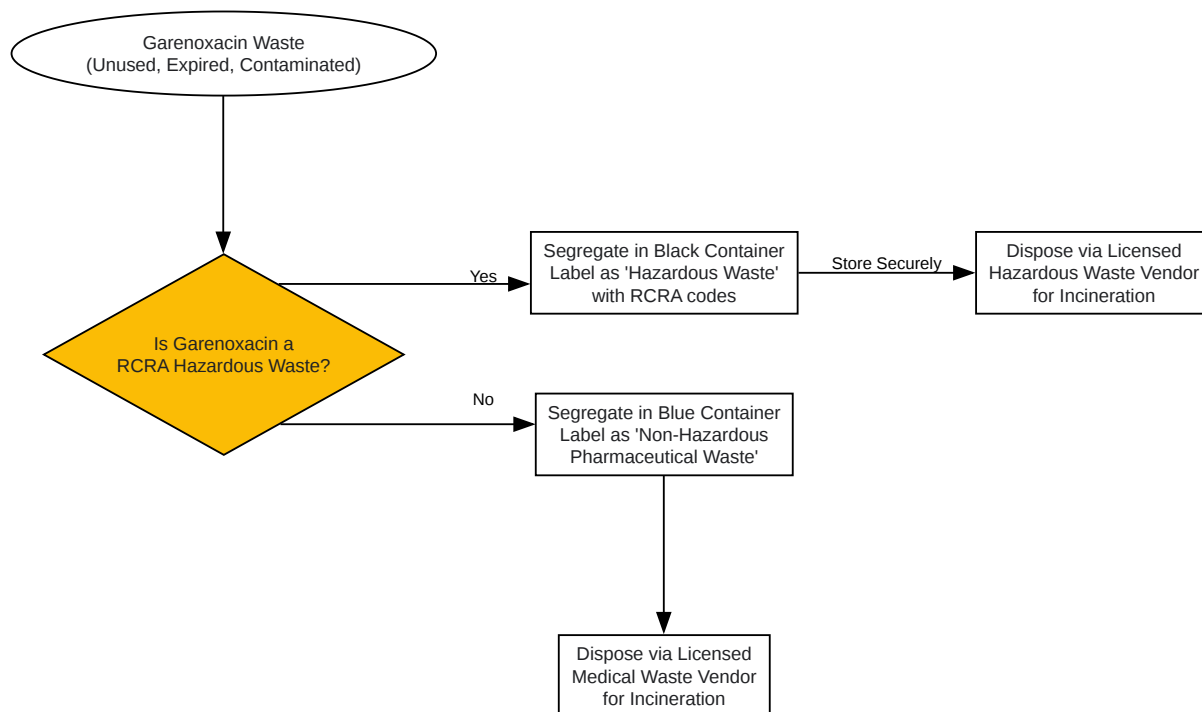 Garenoxacin Waste
(Unused, Expired, Contaminated)
Is Garenoxacin a
RCRA Hazardous Waste?
Yes
Segregate in Black Container
Label as 'Hazardous Waste'
with RCRA codes
Store Securely
Dispose via Licensed
Hazardous Waste Vendor
for Incineration
No
Segregate in Blue Container
Label as 'Non-Hazardous
Pharmaceutical Waste'
Dispose via Licensed
Medical Waste Vendor
for Incineration